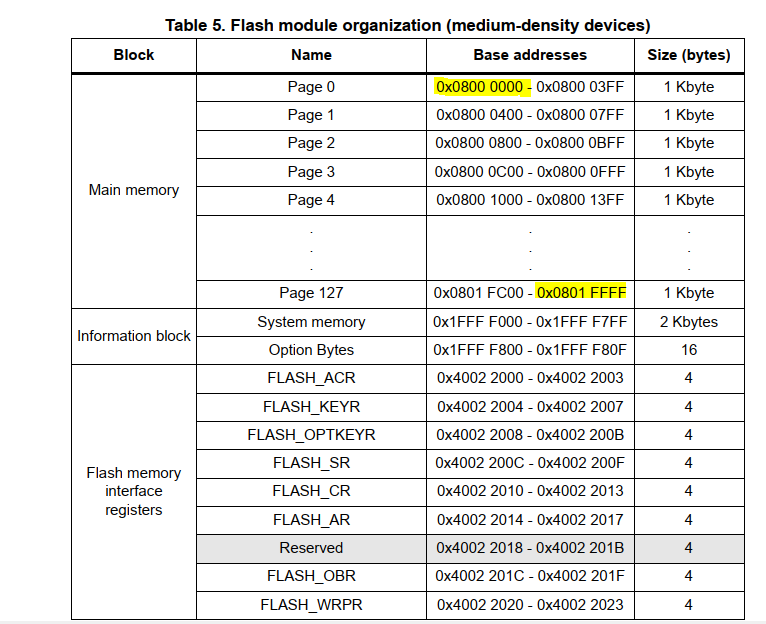 Table 5. Flash module organization (medium-density devices)
Block Name Base addresses Size (bytes)
Main memory
Page 0 0x0800 0000 - 0x0800 03FF 1 Kbyte
Page 1 0x0800 0400 - 0x0800 07FF 1 Kbyte
Page 2 0x0800 0800 - 0x0800 0BFF 1 Kbyte
Page 3 0x0800 0C00 - 0x0800 0FFF 1 Kbyte
Page 4 0x0800 1000 - 0x0800 13FF 1 Kbyte
. . .
. . .
. . .
Page 127 0x0801 FC00 - 0x0801 FFFF 1 Kbyte
Information block
System memory 0x1FFF F000 - 0x1FFF F7FF 2 Kbytes
Option Bytes 0x1FFF F800 - 0x1FFF F80F 16
Flash memory
interface
registers
FLASH_ACR 0x4002 2000 - 0x4002 2003 4
FLASH_KEYR 0x4002 2004 - 0x4002 2007 4
FLASH_OPTKEYR 0x4002 2008 - 0x4002 200B 4
FLASH_SR 0x4002 200C - 0x4002 200F 4
FLASH_CR 0x4002 2010 - 0x4002 2013 4
FLASH_AR 0x4002 2014 - 0x4002 2017 4
Reserved 0x4002 2018 - 0x4002 201B 4
FLASH_OBR 0x4002 201C - 0x4002 201F 4
FLASH_WRPR 0x4002 2020 - 0x4002 2023 4